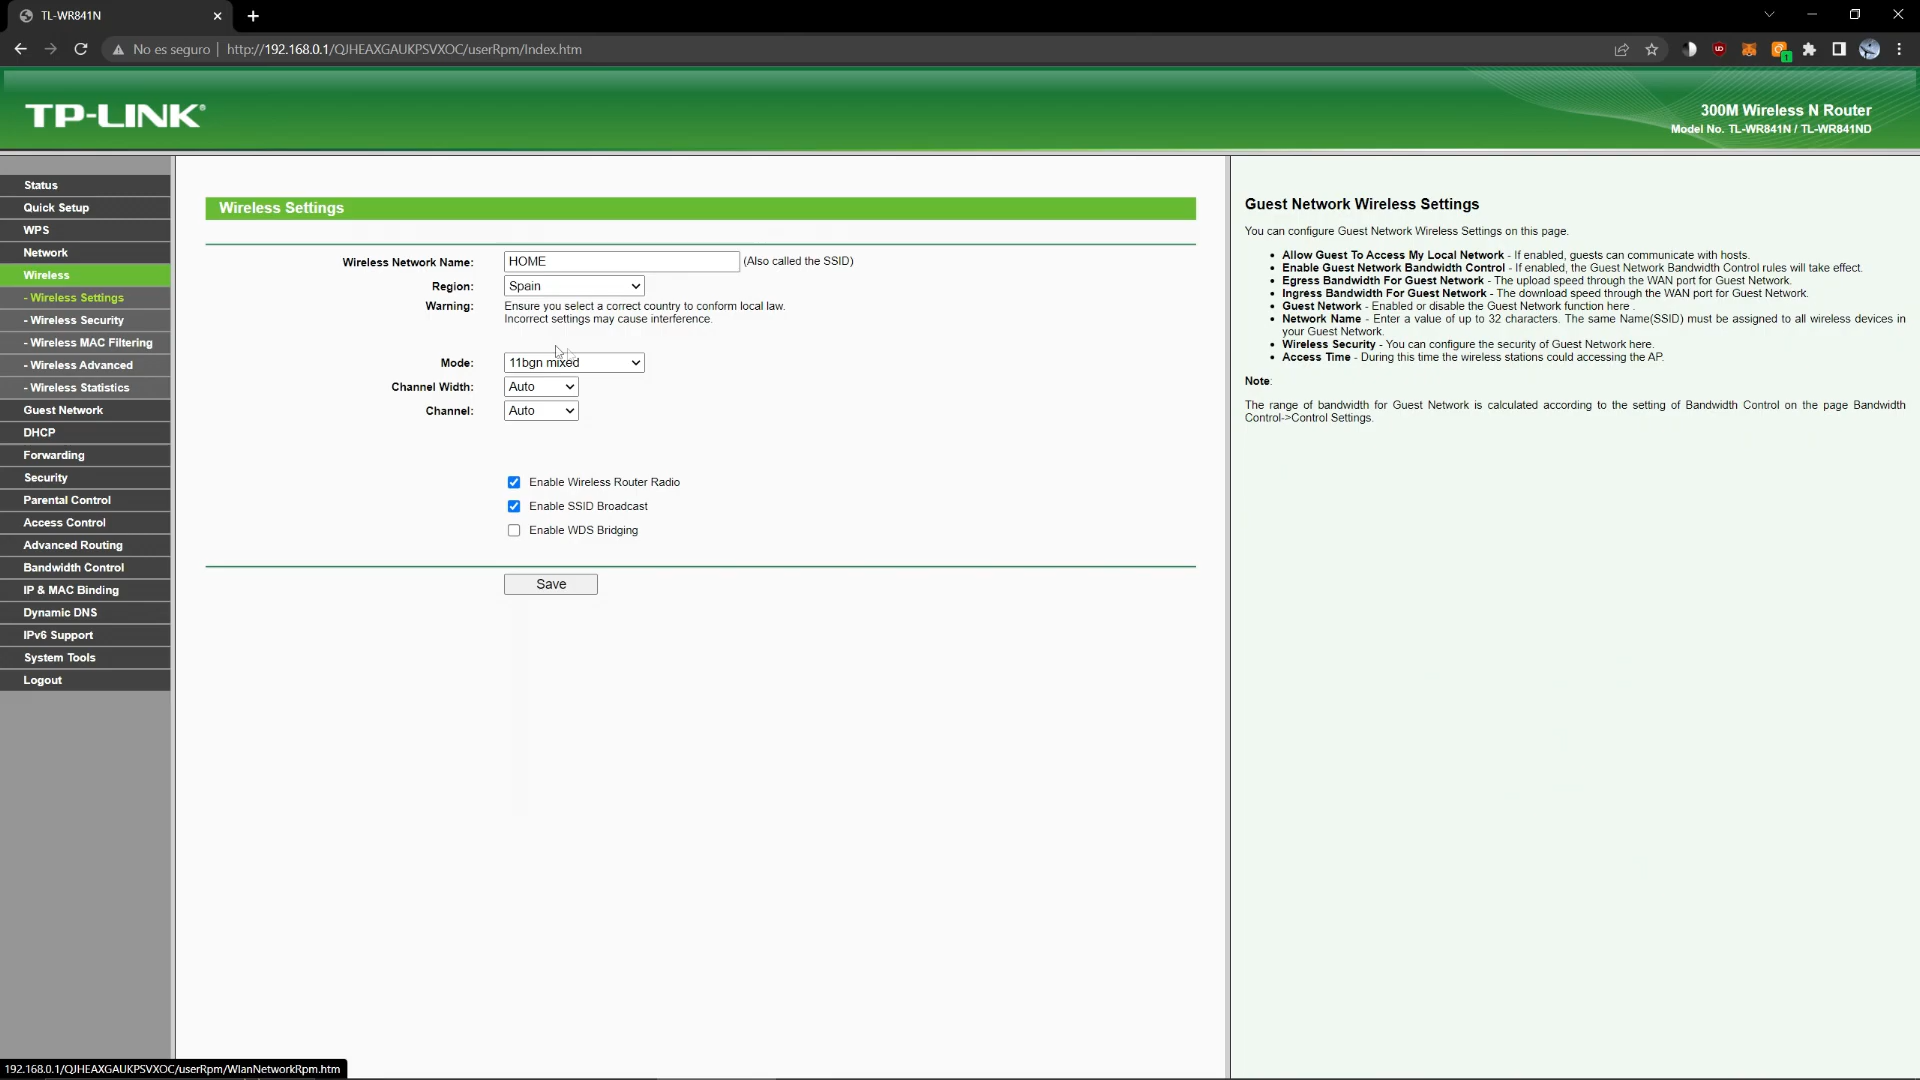 TL-WR841N
No es seguro
http://192.168.0.1/QJHEAXGAUKPSVXOC/userRpm/Index.htm
1
TP-LINK®
300M Wireless N Router
Model No. TL-WR841N / TL-WR841ND
Status
Quick Setup
WPS
Network
Wireless
- Wireless Settings
- Wireless Security
- Wireless MAC Filtering
- Wireless Advanced
- Wireless Statistics
Guest Network
DHCP
Forwarding
Security
Parental Control
Access Control
Advanced Routing
Bandwidth Control
IP & MAC Binding
Dynamic DNS
IPv6 Support
System Tools
Logout
Wireless Settings
Wireless Network Name: HOME (Also called the SSID)
Region: Spain
Warning: Ensure you select a correct country to conform local law.
Incorrect settings may cause interference.
Mode: 11bgn mixed
Channel Width: Auto
Channel: Auto
Enable Wireless Router Radio
Enable SSID Broadcast
Enable WDS Bridging
Save
Guest Network Wireless Settings
You can configure Guest Network Wireless Settings on this page.
• Allow Guest To Access My Local Network - If enabled, guests can communicate with hosts.
• Enable Guest Network Bandwidth Control - If enabled, the Guest Network Bandwidth Control rules will take effect.
• Egress Bandwidth For Guest Network - The upload speed through the WAN port for Guest Network.
• Ingress Bandwidth For Guest Network - The download speed through the WAN port for Guest Network.
• Guest Network - Enabled or disable the Guest Network function here .
• Network Name - Enter a value of up to 32 characters. The same Name(SSID) must be assigned to all wireless devices in
your Guest Network.
• Wireless Security - You can configure the security of Guest Network here.
• Access Time - During this time the wireless stations could accessing the AP.
Note:
The range of bandwidth for Guest Network is calculated according to the setting of Bandwidth Control on the page Bandwidth
Control->Control Settings.
192.168.0.1/QJHEAXGAUKPSVXOC/userRpm/WlanNetworkRpm.htm